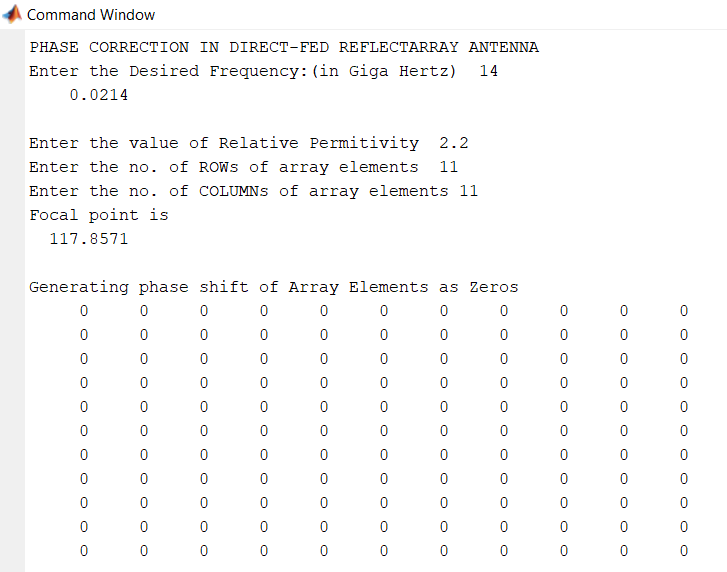 Command Window
PHASE CORRECTION IN DIRECT-FED REFLECTARRAY ANTENNA
Enter the Desired Frequency:(in Giga Hertz) 14
0.0214
Enter the value of Relative Permitivity 2.2
Enter the no. of ROWs of array elements 11
Enter the no. of COLUMNs of array elements 11
Focal point is
117.8571
Generating phase shift of Array Elements as Zeros
0 0 0 0 0 0 0 0 0 0 0
0 0 0 0 0 0 0 0 0 0 0
0 0 0 0 0 0 0 0 0 0 0
0 0 0 0 0 0 0 0 0 0 0
0 0 0 0 0 0 0 0 0 0 0
0 0 0 0 0 0 0 0 0 0 0
0 0 0 0 0 0 0 0 0 0 0
0 0 0 0 0 0 0 0 0 0 0
0 0 0 0 0 0 0 0 0 0 0
0 0 0 0 0 0 0 0 0 0 0
0 0 0 0 0 0 0 0 0 0 0